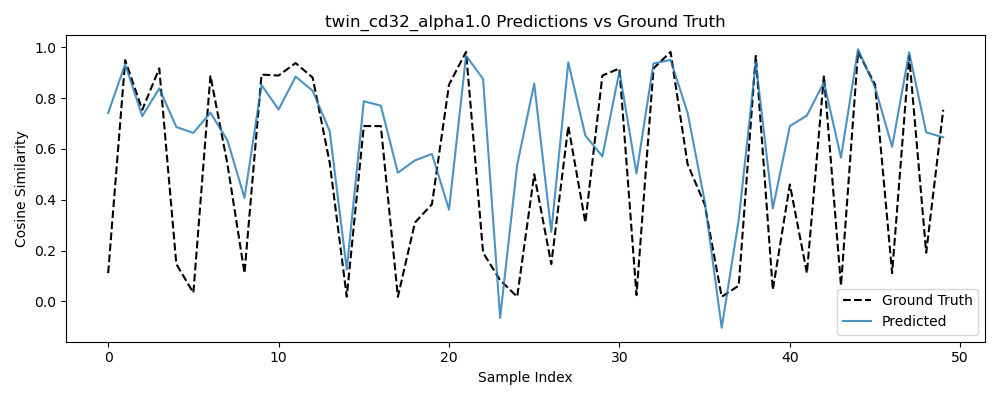 twin_cd32_alpha1.0 Predictions vs Ground Truth
Cosine Similarity
1.0
0.8
0.6
0.4
0.2
0.0
0 10 20 30 40 50
Sample Index
Ground Truth
Predicted